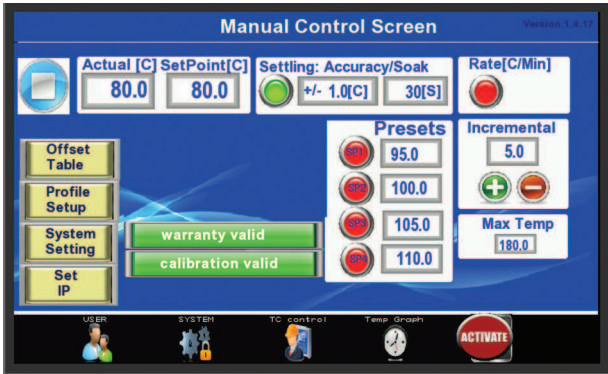 Manual Control Screen
Version 1.4.17
Actual [C] SetPoint[C]
80.0 80.0
Settling: Accuracy/Soak
+/- 1.0[C] 30[S]
Rate[C/Min]
Presets
SP1 95.0
SP2 100.0
SP3 105.0
SP4 110.0
Incremental
5.0
Max Temp
180.0
Offset
Table
Profile
Setup
System
Setting
Set
IP
warranty valid
calibration valid
USER
SYSTEM
TC control
Temp Graph
ACTIVATE